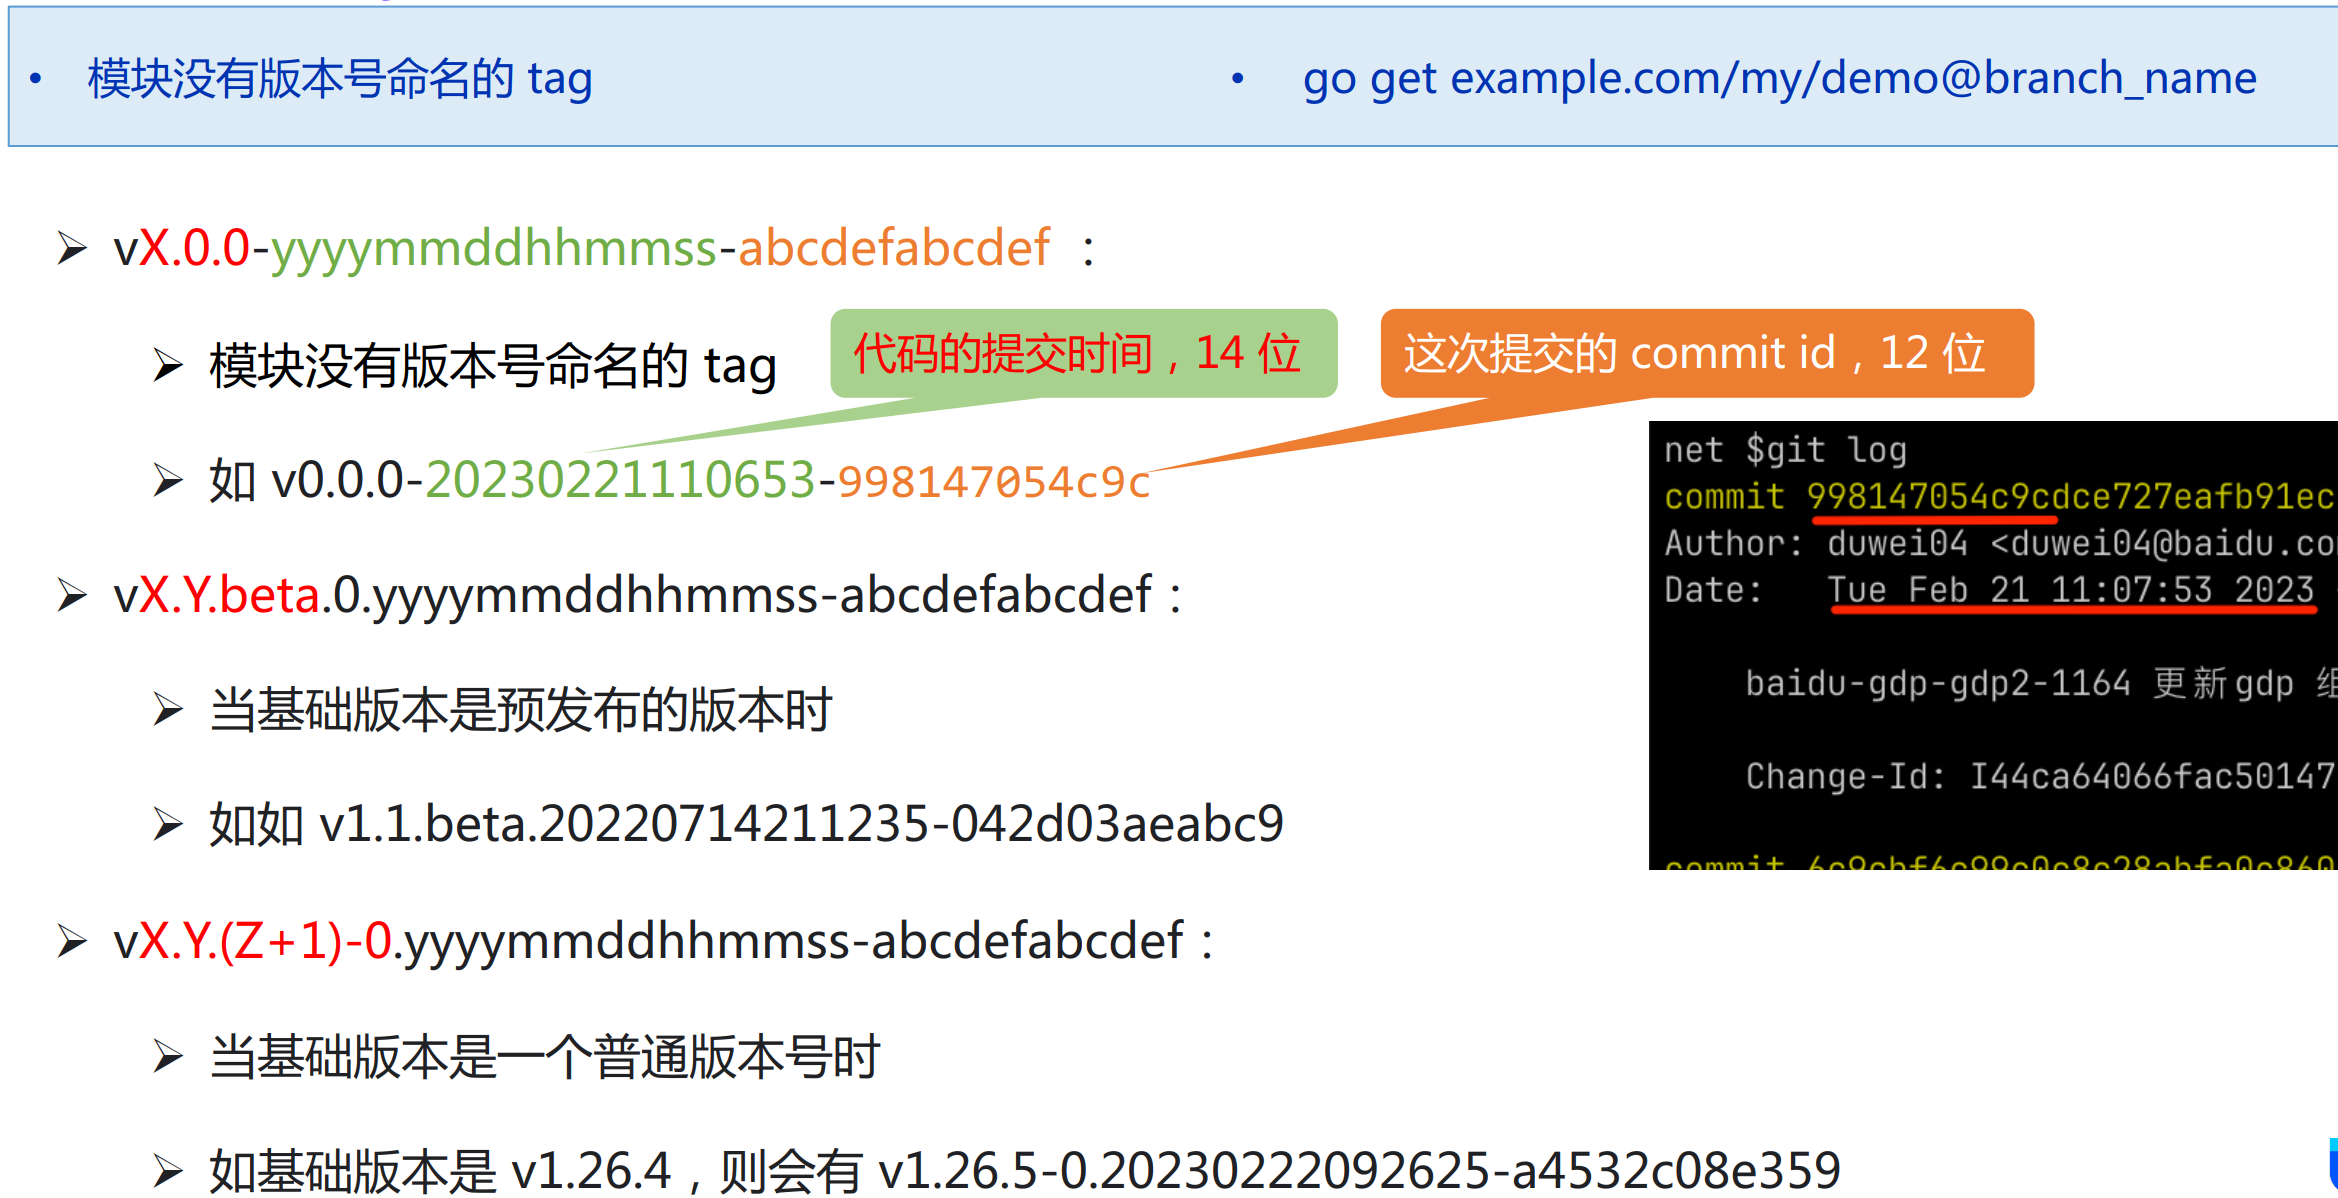 • 模块没有版本号命名的 tag
• go get example.com/my/demo@branch_name
➢ vX.0.0-yyyymmddhhmmss-abcdefabcdef ：
➢ 模块没有版本号命名的 tag
代码的提交时间，14 位
这次提交的 commit id，12 位
➢ 如 v0.0.0-20230221110653-998147054c9c
➢ vX.Y.beta.0.yyyymmddhhmmss-abcdefabcdef：
➢ 当基础版本是预发布的版本时
➢ 如如 v1.1.beta.20220714211235-042d03aeabc9
➢ vX.Y.(Z+1)-0.yyyymmddhhmmss-abcdefabcdef：
➢ 当基础版本是一个普通版本号时
➢ 如基础版本是 v1.26.4，则会有 v1.26.5-0.20230222092625-a4532c08e359
net $git log
commit 998147054c9cdce727eafb91ec
Author: duwei04 <duwei04@baidu.co
Date: Tue Feb 21 11:07:53 2023
baidu-gdp-gdp2-1164 更新gdp 组
Change-Id: I44ca64066fac50147
commit